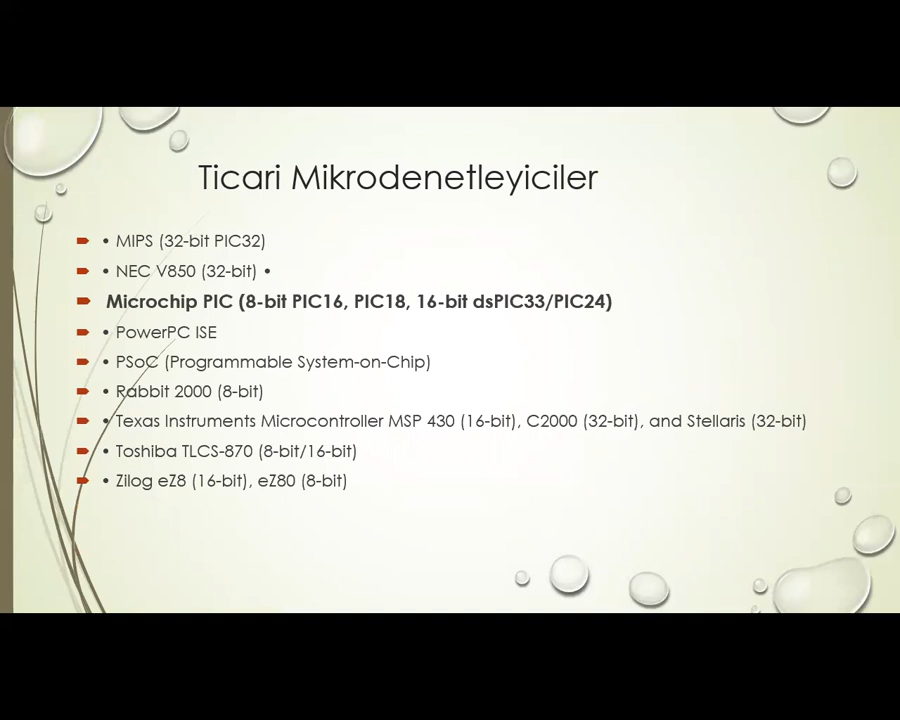 Ticari Mikrodenetleyiciler
• MIPS (32-bit PIC32)
• NEC V850 (32-bit) •
Microchip PIC (8-bit PIC16, PIC18, 16-bit dsPIC33/PIC24)
• PowerPC ISE
• PSoC (Programmable System-on-Chip)
• Rabbit 2000 (8-bit)
• Texas Instruments Microcontroller MSP 430 (16-bit), C2000 (32-bit), and Stellaris (32-bit)
• Toshiba TLCS-870 (8-bit/16-bit)
• Zilog eZ8 (16-bit), eZ80 (8-bit)